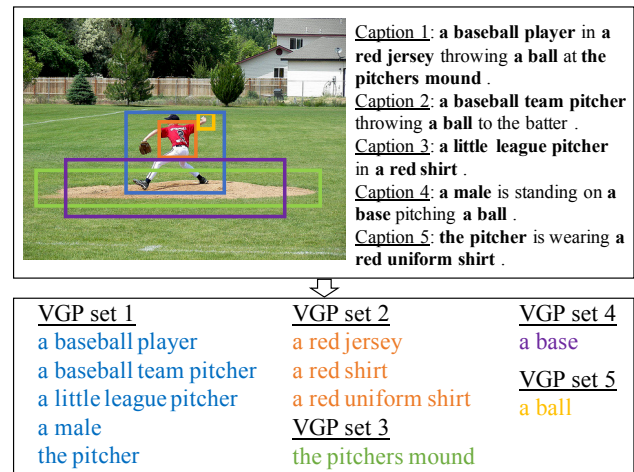 Caption 1: a baseball player in a
red jersey throwing a ball at the
pitchers mound .
Caption 2: a baseball team pitcher
throwing a ball to the batter .
Caption 3: a little league pitcher
in a red shirt .
Caption 4: a male is standing on a
base pitching a ball .
Caption 5: the pitcher is wearing a
red uniform shirt .
VGP set 1
a baseball player
a baseball team pitcher
a little league pitcher
a male
the pitcher
VGP set 2
a red jersey
a red shirt
a red uniform shirt
VGP set 3
the pitchers mound
VGP set 4
a base
VGP set 5
a ball